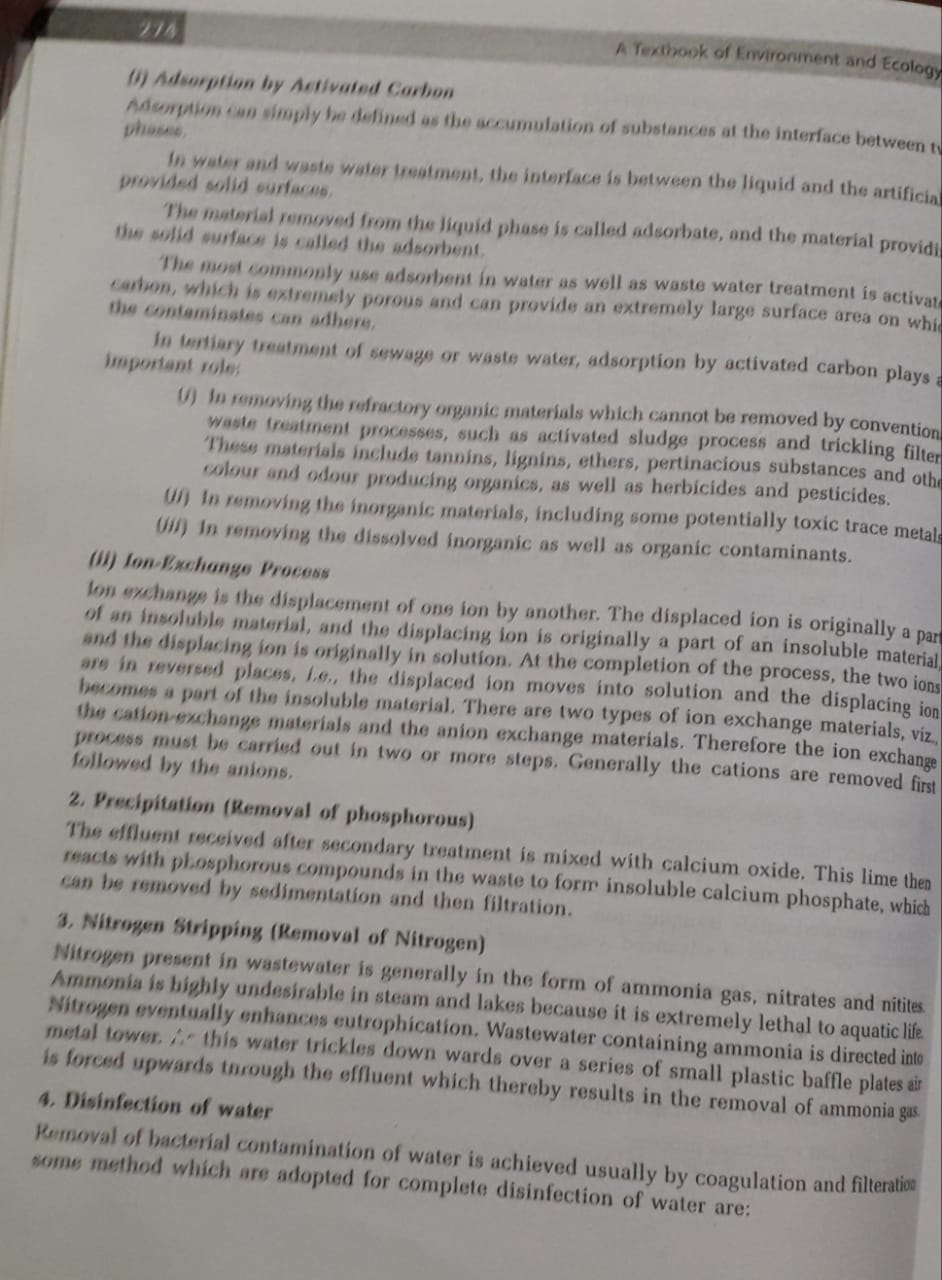 274
A Textbook of Environment and Ecology
(i) Adsorption by Activated Carbon
Adsorption can simply be defined as the accumulation of substances at the interface between
phases.
In water and waste water treatment, the interface is between the liquid and the artificial
provided solid surfaces.
The material removed from the liquid phase is called adsorbate, and the material
the solid surface is called the adsorbent.
The most commonly use adsorbent in water as well as waste water treatment is
carbon, which is extremely porous and can provide an extremely large surface area on
the contaminates can adhere.
In tertiary treatment of sewage or waste water, adsorption by activated carbon plays
important role:
(i) In removing the refractory organic materials which cannot be removed by
waste treatment processes, such as activated sludge process and trickling filter
These materials include tannins, lignins, ethers, pertinacious substances and
colour and odour producing organics, as well as herbicides and pesticides.
(ii) In removing the inorganic materials, including some potentially toxic trace metals
(iii) In removing the dissolved inorganic as well as organic contaminants.
(ii) Ion-Exchange Process
Ion exchange is the displacement of one ion by another. The displaced ion is originally a part
of an insoluble material, and the displacing ion is originally a part of an insoluble material,
and the displacing ion is originally in solution. At the completion of the process, the two ions
are in reversed places, i.e., the displaced ion moves into solution and the displacing ion
becomes a part of the insoluble material. There are two types of ion exchange materials, viz.,
the cation-exchange materials and the anion exchange materials. Therefore the ion exchange
process must be carried out in two or more steps. Generally the cations are removed first
followed by the anions.
2. Precipitation (Removal of phosphorous)
The effluent received after secondary treatment is mixed with calcium oxide. This lime then
reacts with phosphorous compounds in the waste to form insoluble calcium phosphate, which
can be removed by sedimentation and then filtration.
3. Nitrogen Stripping (Removal of Nitrogen)
Nitrogen present in wastewater is generally in the form of ammonia gas, nitrates and nitites.
Ammonia is highly undesirable in steam and lakes because it is extremely lethal to aquatic life.
Nitrogen eventually enhances eutrophication. Wastewater containing ammonia is directed into
metal tower. this water trickles down wards over a series of small plastic baffle plates air
is forced upwards through the effluent which thereby results in the removal of ammonia gas.
4. Disinfection of water
Removal of bacterial contamination of water is achieved usually by coagulation and filteration
some method which are adopted for complete disinfection of water are: